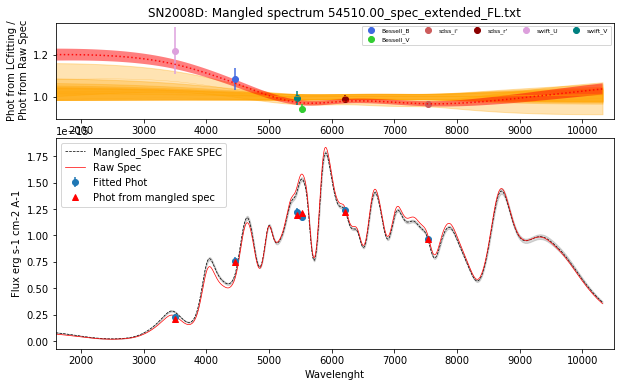 SN2008D: Mangled spectrum 54510.00_spec_extended_FL.txt
Phot from LCfitting /
Phot from Raw Spec
1.2
1.0
Bessell_B
sdss_i'
sdss_r'
swift_U
swift_V
Bessell_V
2000 3000 4000 5000 6000 7000 8000 9000 10000
1e-15
Flux erg s-1 cm-2 A-1
1.75
1.50
1.25
1.00
0.75
0.50
0.25
0.00
Mangled_Spec FAKE SPEC
Raw Spec
Fitted Phot
Phot from mangled spec
2000 3000 4000 5000 6000 7000 8000 9000 10000
Wavelenght